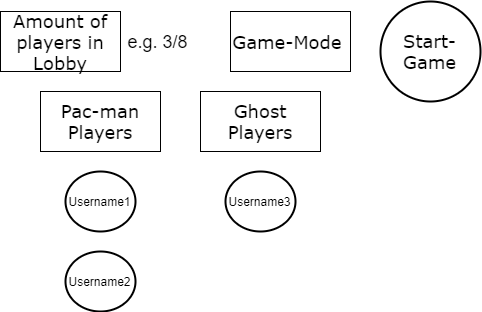 Amount of
players in
Lobby
e.g. 3/8
Game-Mode
Start-
Game
Pac-man
Players
Ghost
Players
Username1
Username3
Username2